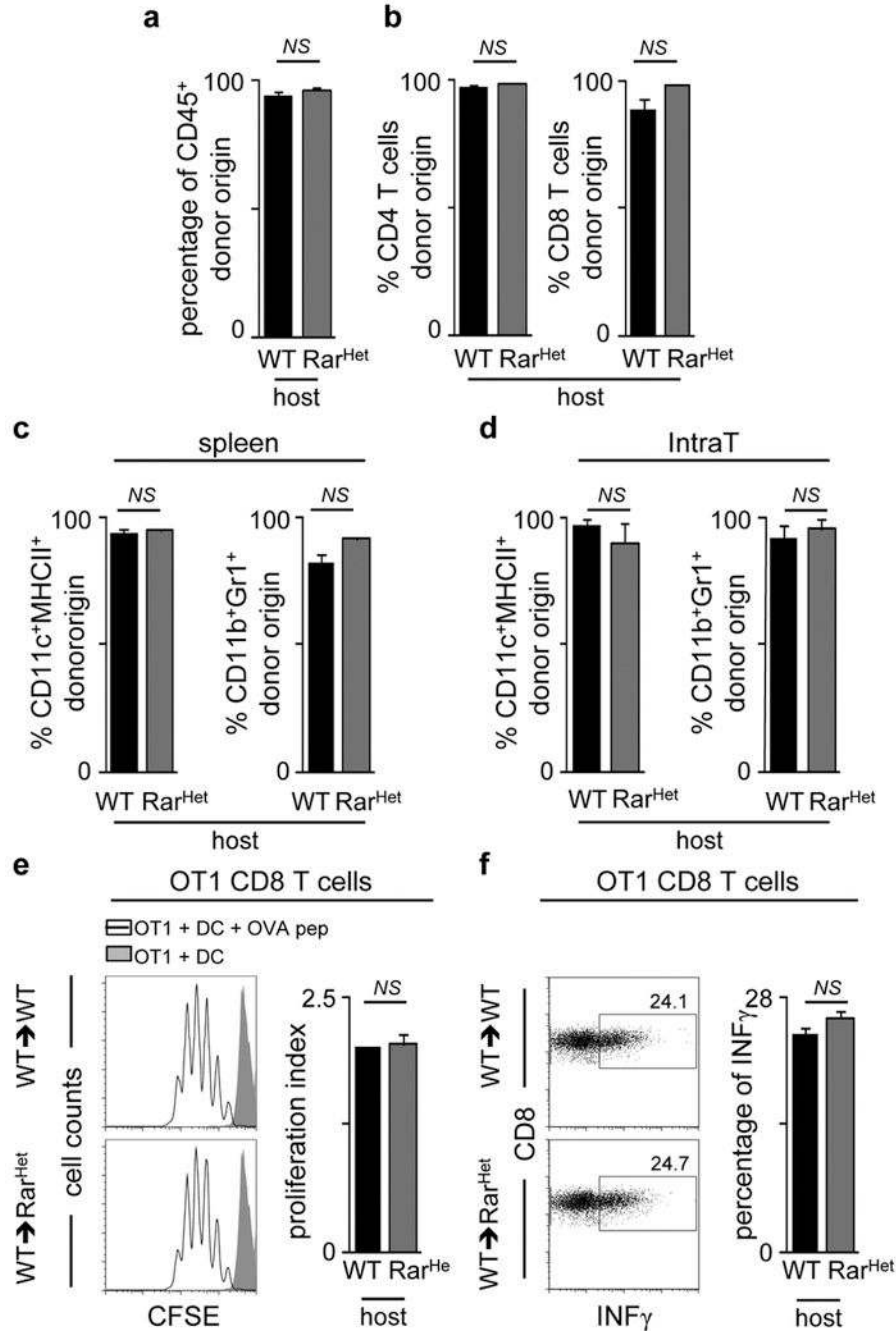 a
NS
100
0
percentage of CD45+
donor origin
WT RarHet
host
b
NS
100
0
% CD4 T cells
donor origin
NS
100
0
% CD8 T cells
donor origin
WT RarHet
WT RarHet
host
c
spleen
NS
100
0
% CD11c+MHCII+
donororigin
NS
100
0
% CD11b+Gr1+
donor origin
WT RarHet
WT RarHet
host
d
IntraT
NS
100
0
% CD11c+MHCII+
donor origin
NS
100
0
% CD11b+Gr1+
donor origin
WT RarHet
WT RarHet
host
e
OT1 CD8 T cells
OT1 + DC + OVA pep
OT1 + DC
WT➔WT
WT➔RarHet
cell counts
CFSE
NS
2.5
0
proliferation index
WT RarHe
host
f
OT1 CD8 T cells
WT➔WT
WT➔RarHet
CD8
24.1
24.7
INFγ
NS
28
0
percentage of INFγ
WT RarHet
host